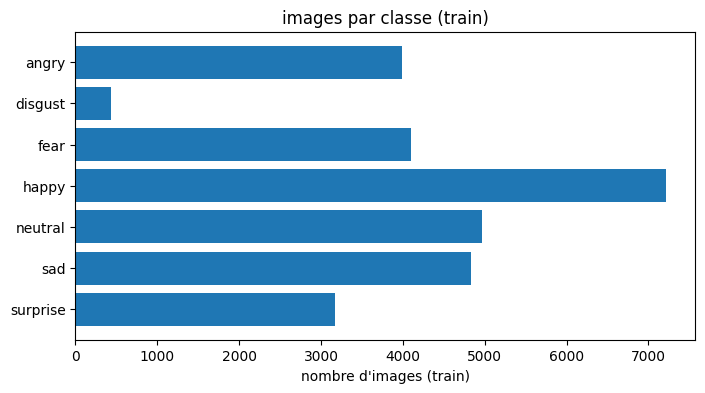 images par classe (train)
angry
disgust
fear
happy
neutral
sad
surprise
0 1000 2000 3000 4000 5000 6000 7000
nombre d'images (train)